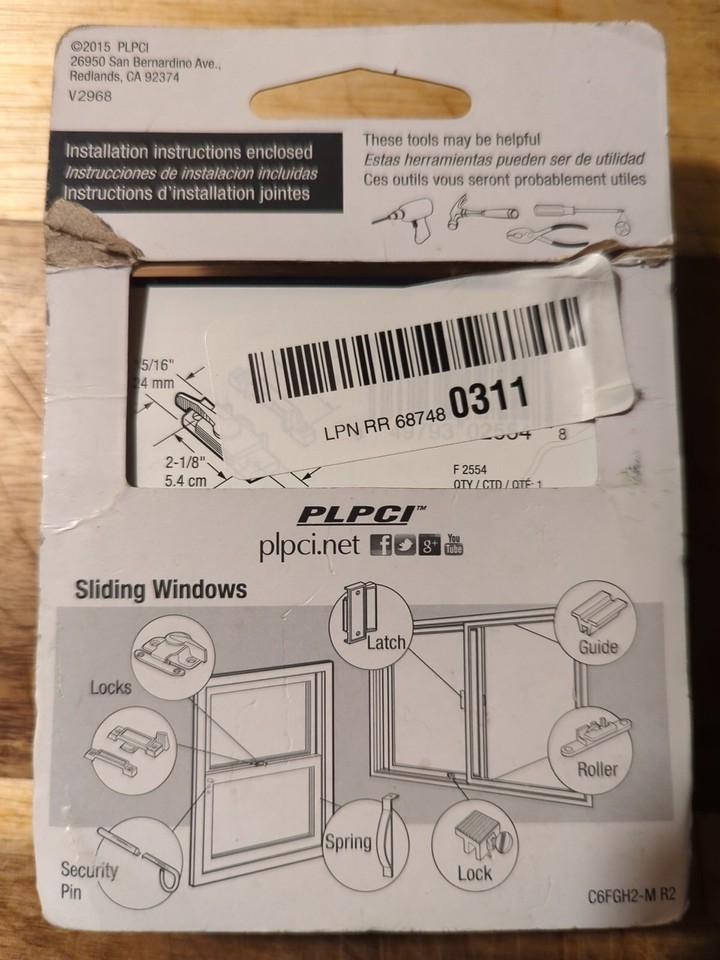 ©2015 PLPCI
26950 San Bernardino Ave.,
Redlands, CA 92374
V2968
Installation instructions enclosed
Instrucciones de instalacion incluidas
Instructions d'installation jointes
These tools may be helpful
Estas herramientas pueden ser de utilidad
Ces outils vous seront probablement utiles
5/16"
24 mm
2-1/8"
5.4 cm
LPN RR 68748 0311
8
F 2554
QTY / CTD / QTÉ: 1
PLPCI™
plpci.net f g+ You Tube
Sliding Windows
Locks
Latch
Guide
Roller
Security
Pin
Spring
Lock
C6FGH2-M R2